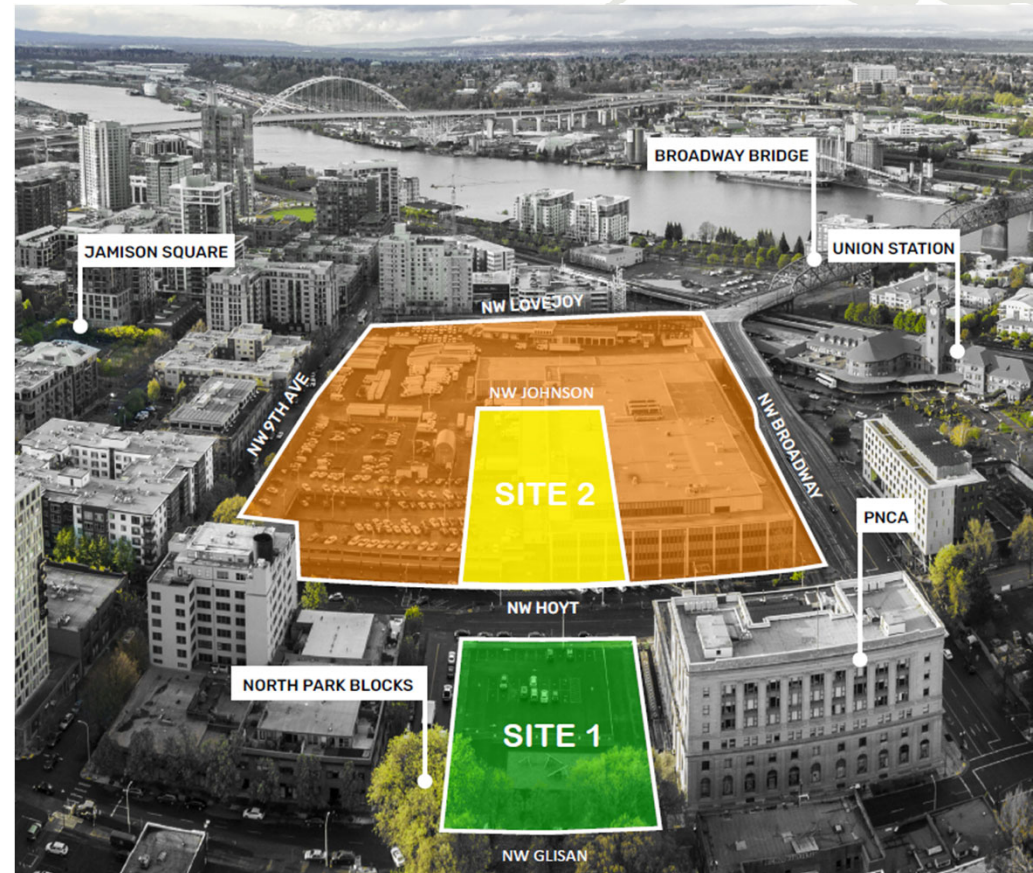 BROADWAY BRIDGE
JAMISON SQUARE
UNION STATION
NW LOVEJOY
NW 9TH AVE
NW JOHNSON
NW BROADWAY
SITE 2
PNCA
NW HOYT
NORTH PARK BLOCKS
SITE 1
NW GLISAN